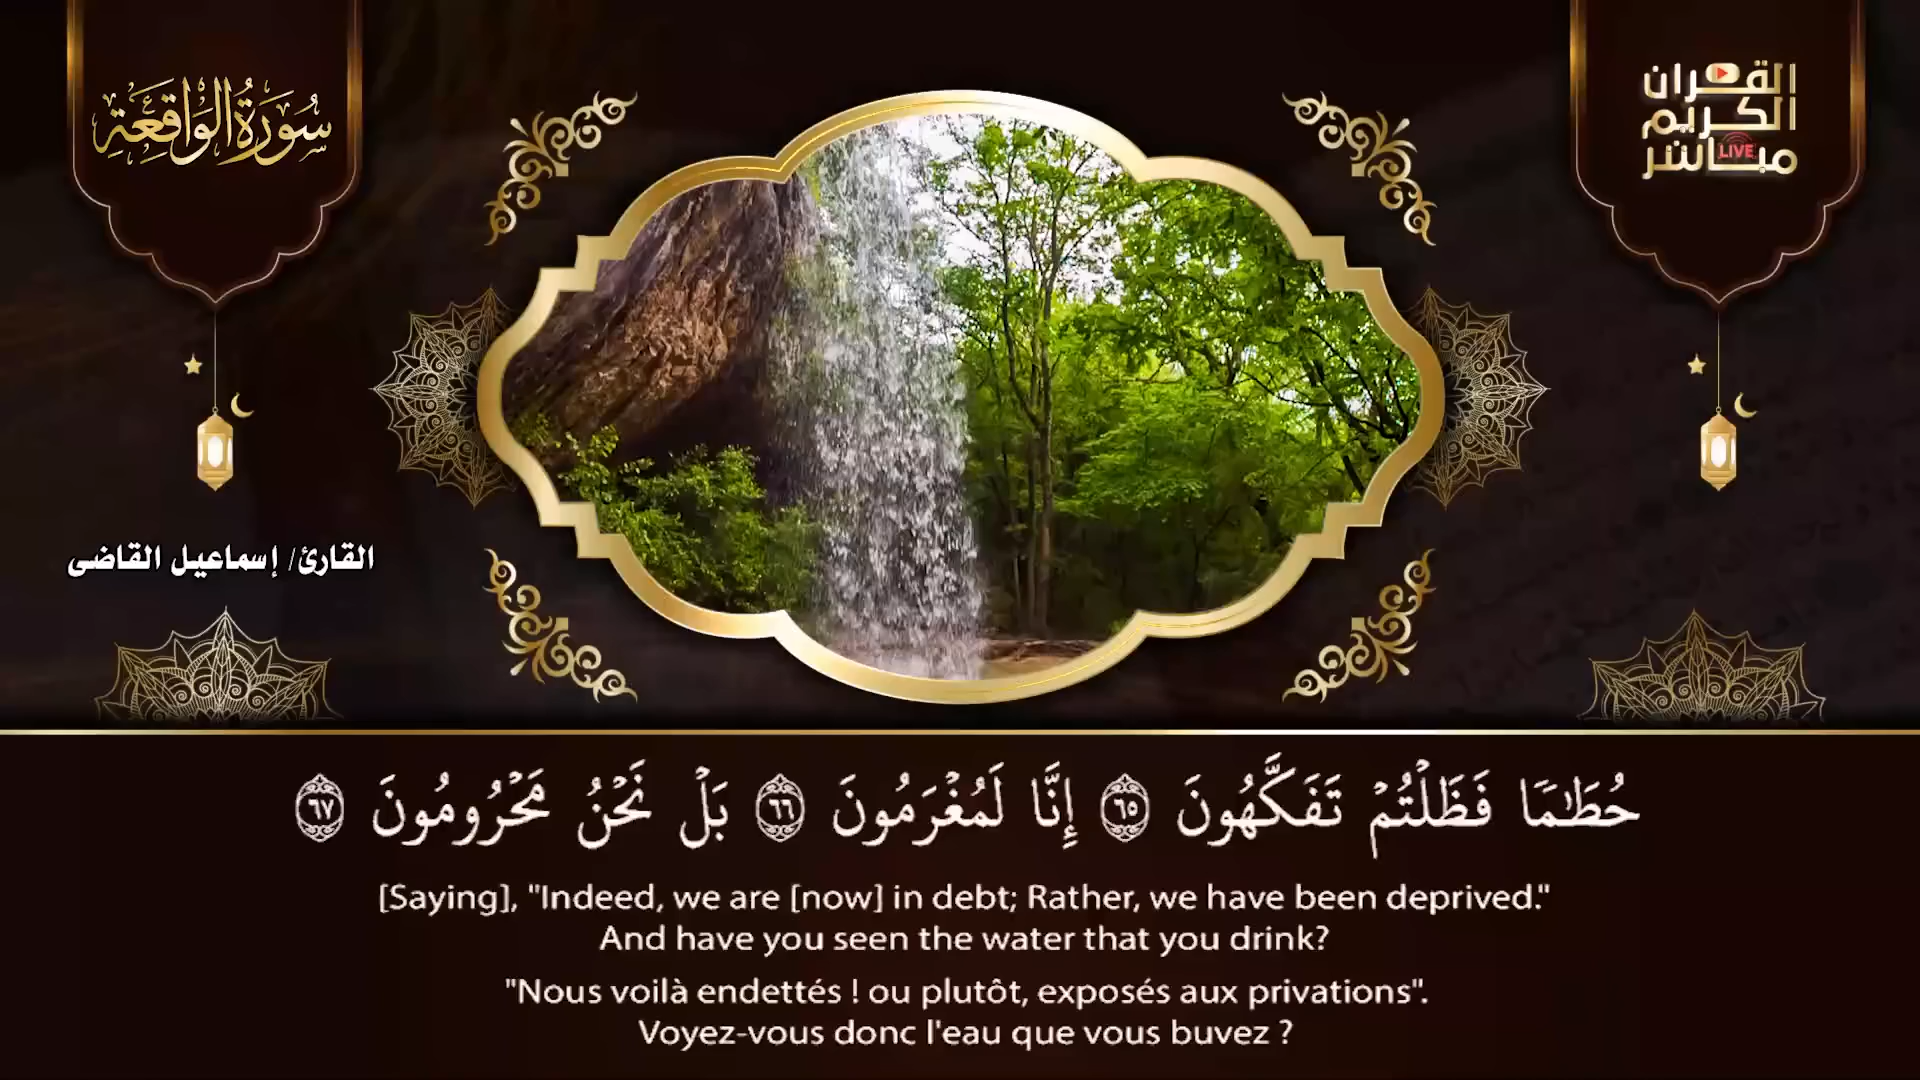 سُورَةُ الوَاقِعَةِ
القرآن
الكريم
مباشر
LIVE
القارئ/ إسماعيل القاضى
حُطَٰمٗا فَظَلۡتُمۡ تَفَكَّهُونَ ٦٥ إِنَّا لَمُغۡرَمُونَ ٦٦ بَلۡ نَحۡنُ مَحۡرُومُونَ ٦٧
[Saying], "Indeed, we are [now] in debt; Rather, we have been deprived."
And have you seen the water that you drink?
"Nous voilà endettés ! ou plutôt, exposés aux privations".
Voyez-vous donc l'eau que vous buvez ?